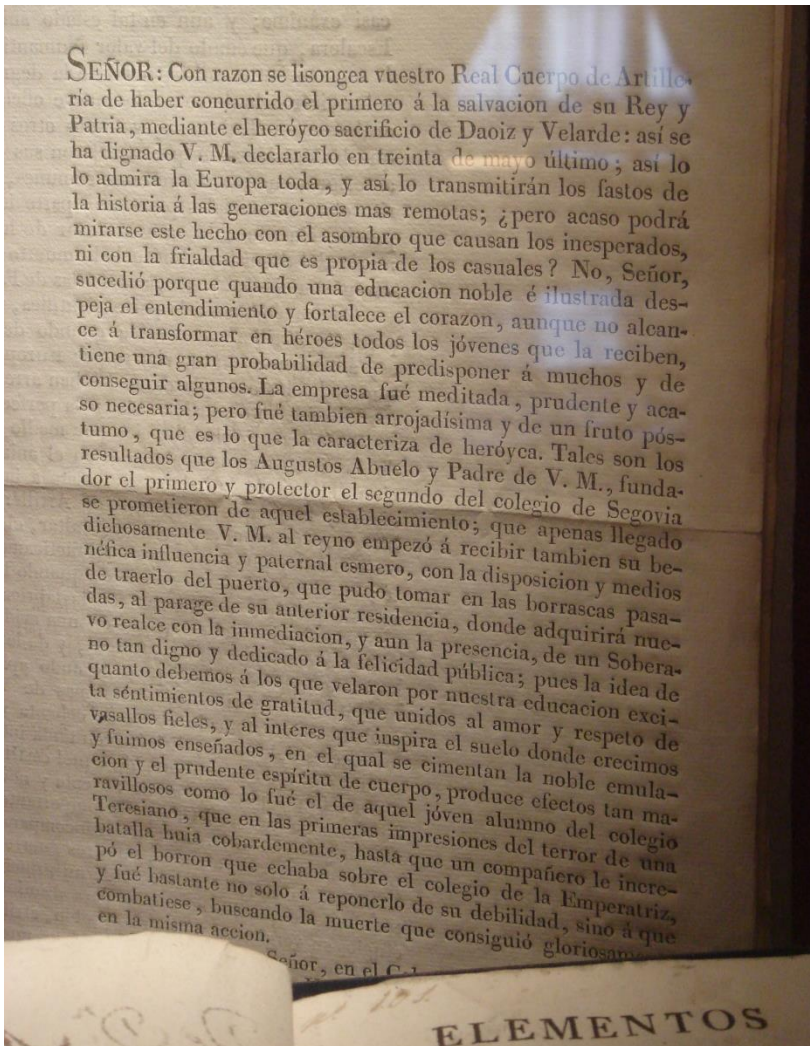 SEÑOR: Con razon se lisongea vuestro Real Cuerpo de Artille-
ría de haber concurrido el primero á la salvacion de su Rey y
Patria, mediante el heróyco sacrificio de Daoiz y Velarde: así se
ha dignado V. M. declararlo en treinta de mayo último; así lo
lo admira la Europa toda, y así lo transmitirán los fastos de
la historia á las generaciones mas remotas; ¿pero acaso podrá
mirarse este hecho con el asombro que causan los inesperados,
ni con la frialdad que es propia de los casuales? No, Señor,
sucedió porque quando una educacion noble é ilustrada des-
peja el entendimiento y fortalece el corazon, aunque no alcan-
ce á transformar en héroes todos los jóvenes que la reciben,
tiene una gran probabilidad de predisponer á muchos y de
conseguir algunos. La empresa fué meditada, prudente y aca-
so necesaria; pero fué tambien arrojadísima y de un fruto pós-
tumo, que es lo que la caracteriza de heróyca. Tales son los
resultados que los Augustos Abuelo y Padre de V. M., funda-
dor el primero y protector el segundo del colegio de Segovia
se prometieron de aquel establecimiento; que apenas llegado
dichosamente V. M. al reyno empezó á recibir tambien su be-
néfica influencia y paternal esmero, con la disposicion y medios
de traerlo del puerto, que pudo tomar en las borrascas pasa-
das, al parage de su anterior residencia, donde adquirirá nue-
vo realce con la inmediacion, y aun la presencia, de un Sobera-
no tan digno y dedicado á la felicidad pública; pues la idea de
quanto debemos á los que velaron por nuestra educacion exci-
ta séntimientos de gratitud, que unidos al amor y respeto de
vasallos fieles, y al interes que inspira el suelo donde crecimos
y fuimos enseñados, en el qual se cimentan la noble emula-
cion y el prudente espíritu de cuerpo, produce efectos tan ma-
ravillosos como lo fué el de aquel jóven alumno del colegio
Teresiano, que en las primeras impresiones del terror de una
batalla huia cobardemente, hasta que un compañero le incre-
pó el borron que echaba sobre el colegio de la Emperatriz,
y fué bastante no solo á reponerlo de su debilidad, sinó á que
combatiese, buscando la muerte que consiguió
en la misma accion.
Señor, en el
ELEMENTOS